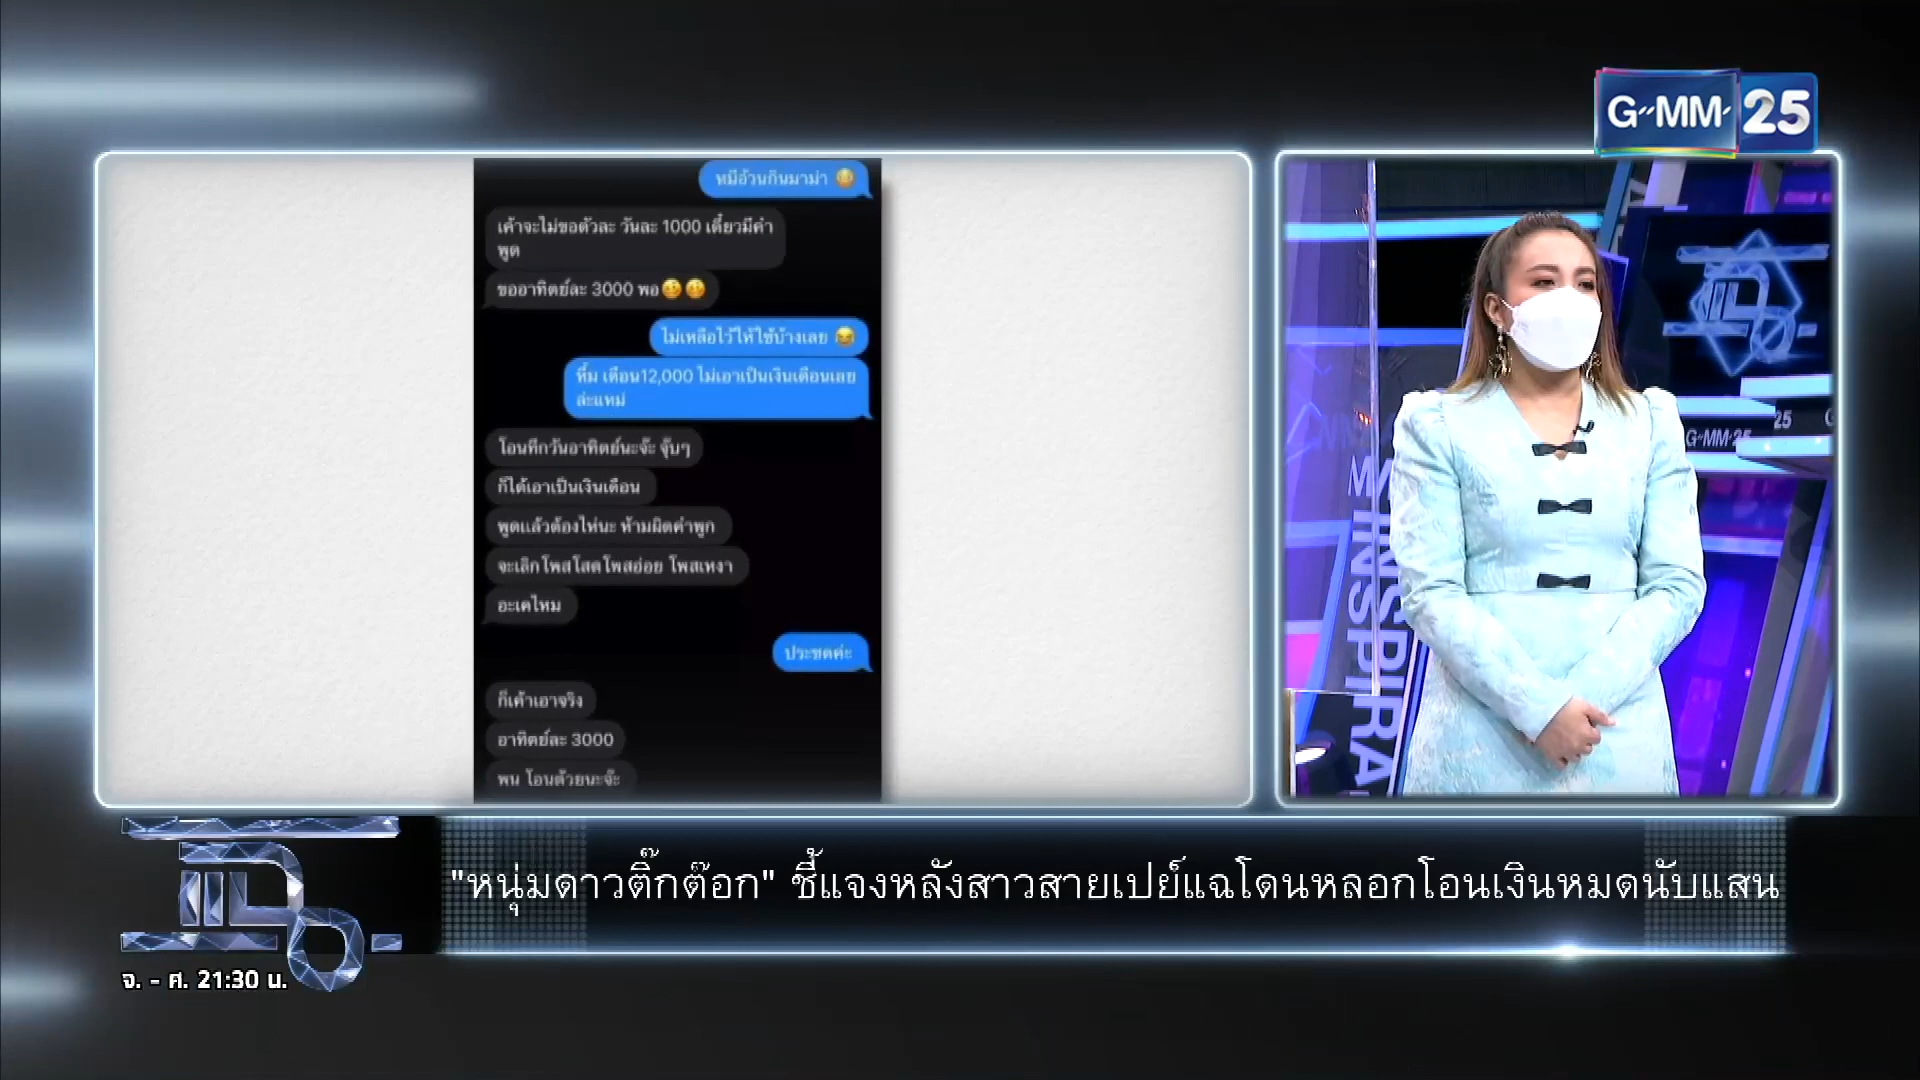 G-MM-25
หมีอ้วนกินมาม่า
เค้าจะไม่ขอตัวละ วันละ 1000 เดี๋ยวมีคำ
พูด
ขออาทิตย์ละ 3000 พอ🥺🥺
ไม่เหลือไว้ให้ใช้บ้างเลย 😂
หื้ม เดือน12,000 ไม่เอาเป็นเงินเดือนเลย
ล่ะแหม่
โอนทึกวันอาทิตย์นะจ๊ะ จุ๊บๆ
ก็ได้เอาเป็นเงินเดือน
พูดแล้วต้องให่นะ ห้ามผิดคำพูก
จะเลิกโพสโสดโพสอ่อย โพสเหงา
อะเคไหม
ประชดค่ะ
ก็เค้าเอาจริง
อาทิตย์ละ 3000
พน โอนด้วยนะจ๊ะ
25
G-MM-25
INSPIRA
"หนุ่มดาวติ๊กต๊อก" ชี้แจงหลังสาวสายเปย์แฉโดนหลอกโอนเงินหมดนับแสน
จ. - ศ. 21:30 น.